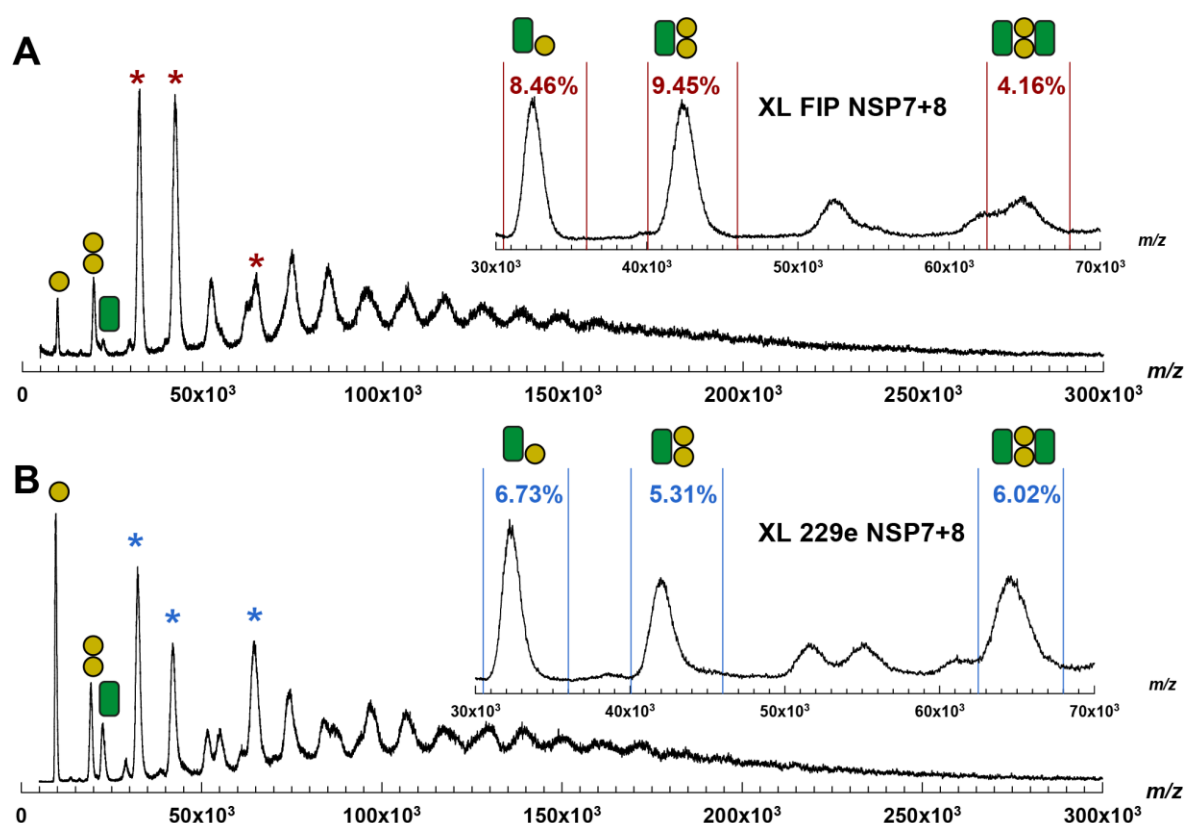 A
* *
*
8.46% 9.45% 4.16%
XL FIP NSP7+8
m/z
30x10³ 40x10³ 50x10³ 60x10³ 70x10³
m/z
0 50x10³ 100x10³ 150x10³ 200x10³ 250x10³ 300x10³
B
* * *
6.73% 5.31% 6.02%
XL 229e NSP7+8
m/z
30x10³ 40x10³ 50x10³ 60x10³ 70x10³
m/z
0 50x10³ 100x10³ 150x10³ 200x10³ 250x10³ 300x10³